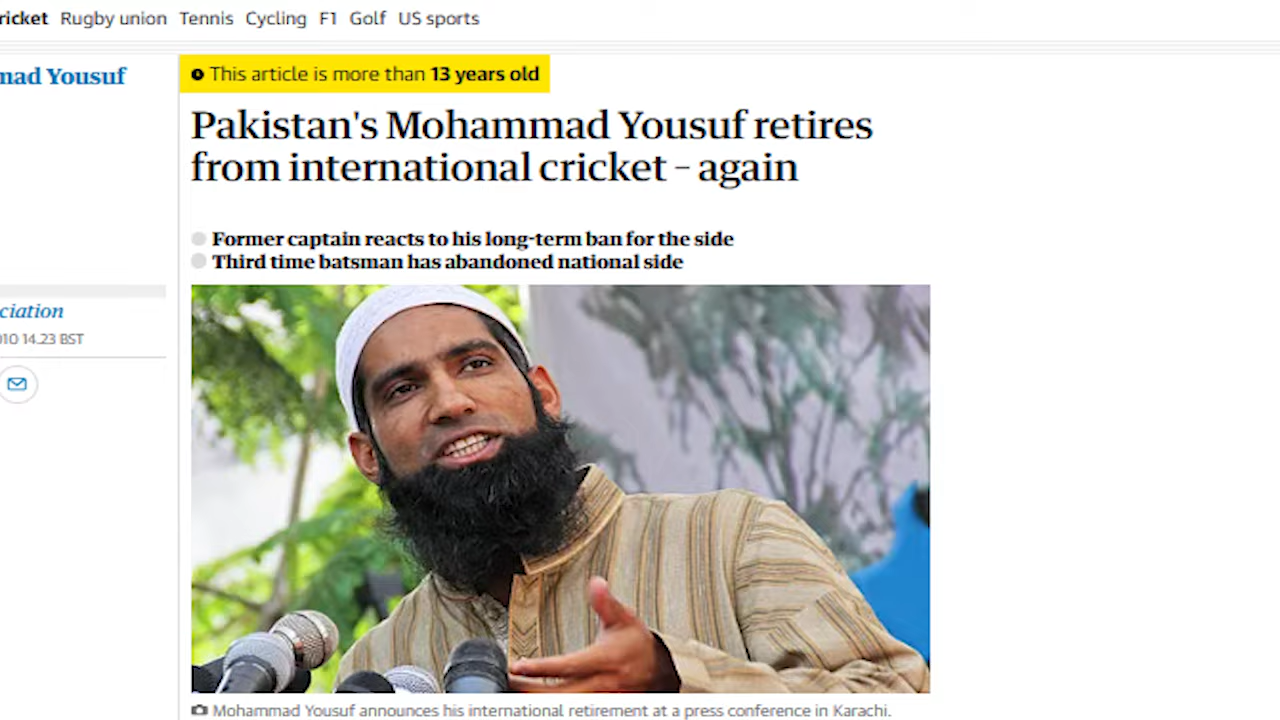 ricket Rugby union Tennis Cycling F1 Golf US sports
mad Yousuf
This article is more than 13 years old
Pakistan's Mohammad Yousuf retires
from international cricket – again
Former captain reacts to his long-term ban for the side
Third time batsman has abandoned national side
ciation
010 14.23 BST
Mohammad Yousuf announces his international retirement at a press conference in Karachi.